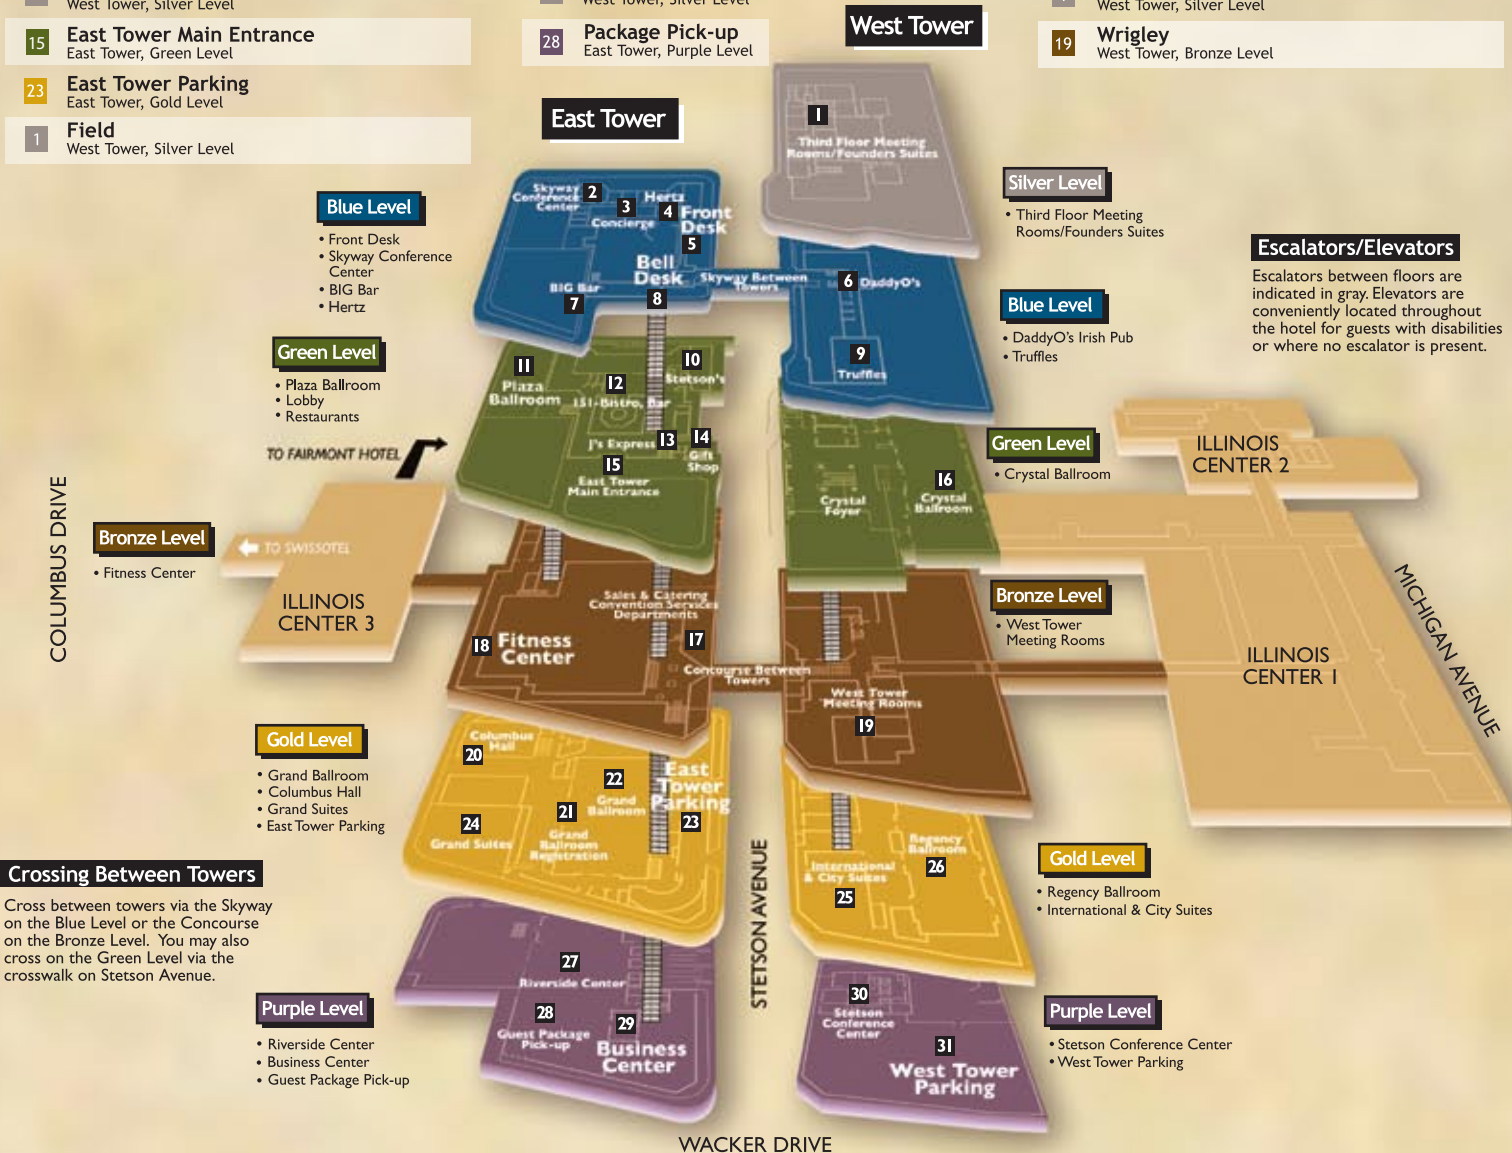 West Tower, Silver Level
15 East Tower Main Entrance
East Tower, Green Level
23 East Tower Parking
East Tower, Gold Level
1 Field
West Tower, Silver Level
West Tower, Silver Level
28 Package Pick-up
East Tower, Purple Level
West Tower, Silver Level
19 Wrigley
West Tower, Bronze Level
West Tower
East Tower
1
Third Floor Meeting
Rooms/Founders Suites
Silver Level
• Third Floor Meeting
Rooms/Founders Suites
Escalators/Elevators
Escalators between floors are
indicated in gray. Elevators are
conveniently located throughout
the hotel for guests with disabilities
or where no escalator is present.
Blue Level
• Front Desk
• Skyway Conference
Center
• BIG Bar
• Hertz
Skyway
Conference
Center
2
3
Concierge
Hertz
4
Front
Desk
5
Bell
Desk
8
BIG Bar
7
Skyway Between
Towers
6 DaddyO's
9
Truffles
Blue Level
• DaddyO's Irish Pub
• Truffles
Green Level
• Plaza Ballroom
• Lobby
• Restaurants
TO FAIRMONT HOTEL
11
Plaza
Ballroom
12
151-Bistro, Bar
10
Stetson's
J's Express 13
14
Gift
Shop
15
East Tower
Main Entrance
Crystal
Foyer
16
Crystal
Ballroom
Green Level
• Crystal Ballroom
ILLINOIS
CENTER 2
COLUMBUS DRIVE
Bronze Level
• Fitness Center
TO SWISSOTEL
ILLINOIS
CENTER 3
Sales & Catering
Convention Services
Departments
17
18 Fitness
Center
Concourse Between
Towers
West Tower
Meeting Rooms
19
Bronze Level
• West Tower
Meeting Rooms
ILLINOIS
CENTER 1
MICHIGAN AVENUE
Gold Level
• Grand Ballroom
• Columbus Hall
• Grand Suites
• East Tower Parking
Columbus
Hall
20
22
Grand
Ballroom
East
Tower
Parking
23
21
Grand
Ballroom
Registration
24
Grand Suites
STETSON AVENUE
International
& City Suites
25
Regency
Ballroom
26
Gold Level
• Regency Ballroom
• International & City Suites
Crossing Between Towers
Cross between towers via the Skyway
on the Blue Level or the Concourse
on the Bronze Level. You may also
cross on the Green Level via the
crosswalk on Stetson Avenue.
Purple Level
• Riverside Center
• Business Center
• Guest Package Pick-up
27
Riverside Center
28
Guest Package
Pick-up
29
Business
Center
30
Stetson
Conference
Center
31
West Tower
Parking
Purple Level
• Stetson Conference Center
• West Tower Parking
WACKER DRIVE